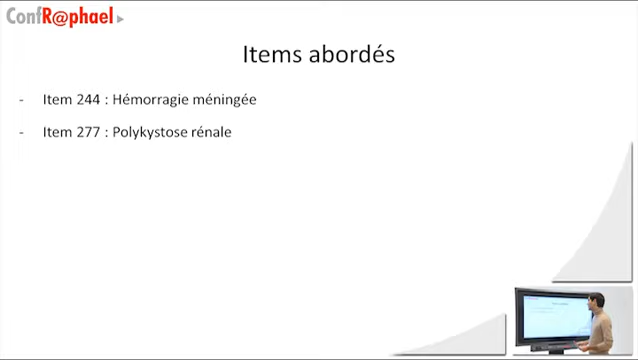 ConfR@phael
Items abordés
- Item 244 : Hémorragie méningée
- Item 277 : Polykystose rénale